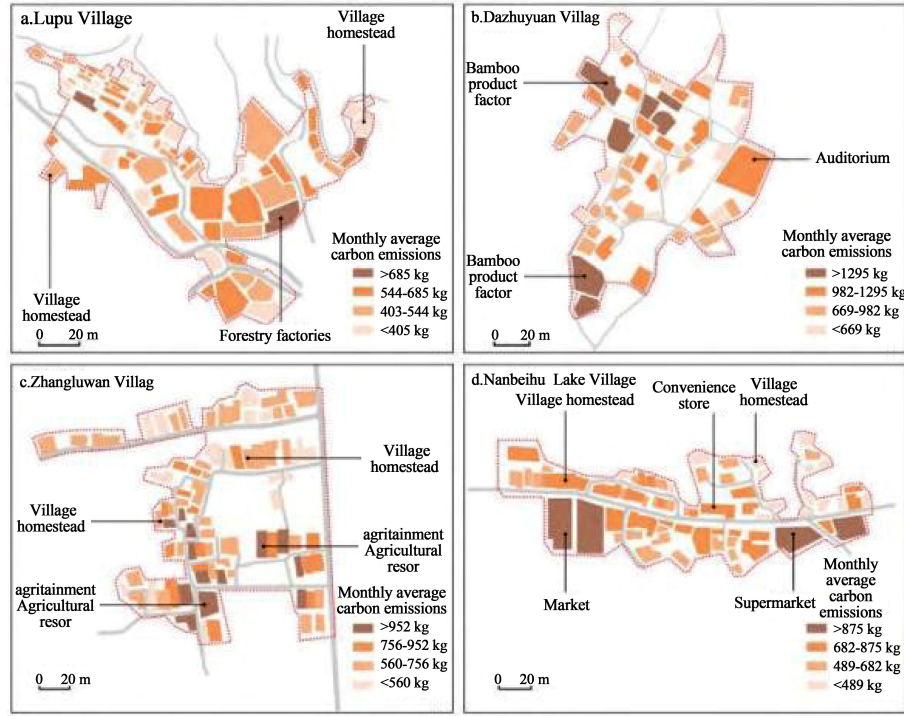 a.Lupu Village
Village
homestead
Village
homestead
Forestry factories
Monthly average
carbon emissions
>685 kg
544-685 kg
403-544 kg
<405 kg
0 20 m
b.Dazhuyuan Villag
Bamboo
product
factor
Auditorium
Bamboo
product
factor
Monthly average
carbon emissions
>1295 kg
982-1295 kg
669-982 kg
<669 kg
0 20 m
c.Zhangluwan Villag
Village
homestead
Village
homestead
agritainment
Agricultural
resor
agritainment
Agricultural
resor
Monthly average
carbon emissions
>952 kg
756-952 kg
560-756 kg
<560 kg
0 20 m
d.Nanbeihu Lake Village
Village homestead
Convenience
store
Village
homestead
Market
Supermarket
Monthly
average
carbon
emissions
>875 kg
682-875 kg
489-682 kg
<489 kg
0 20 m